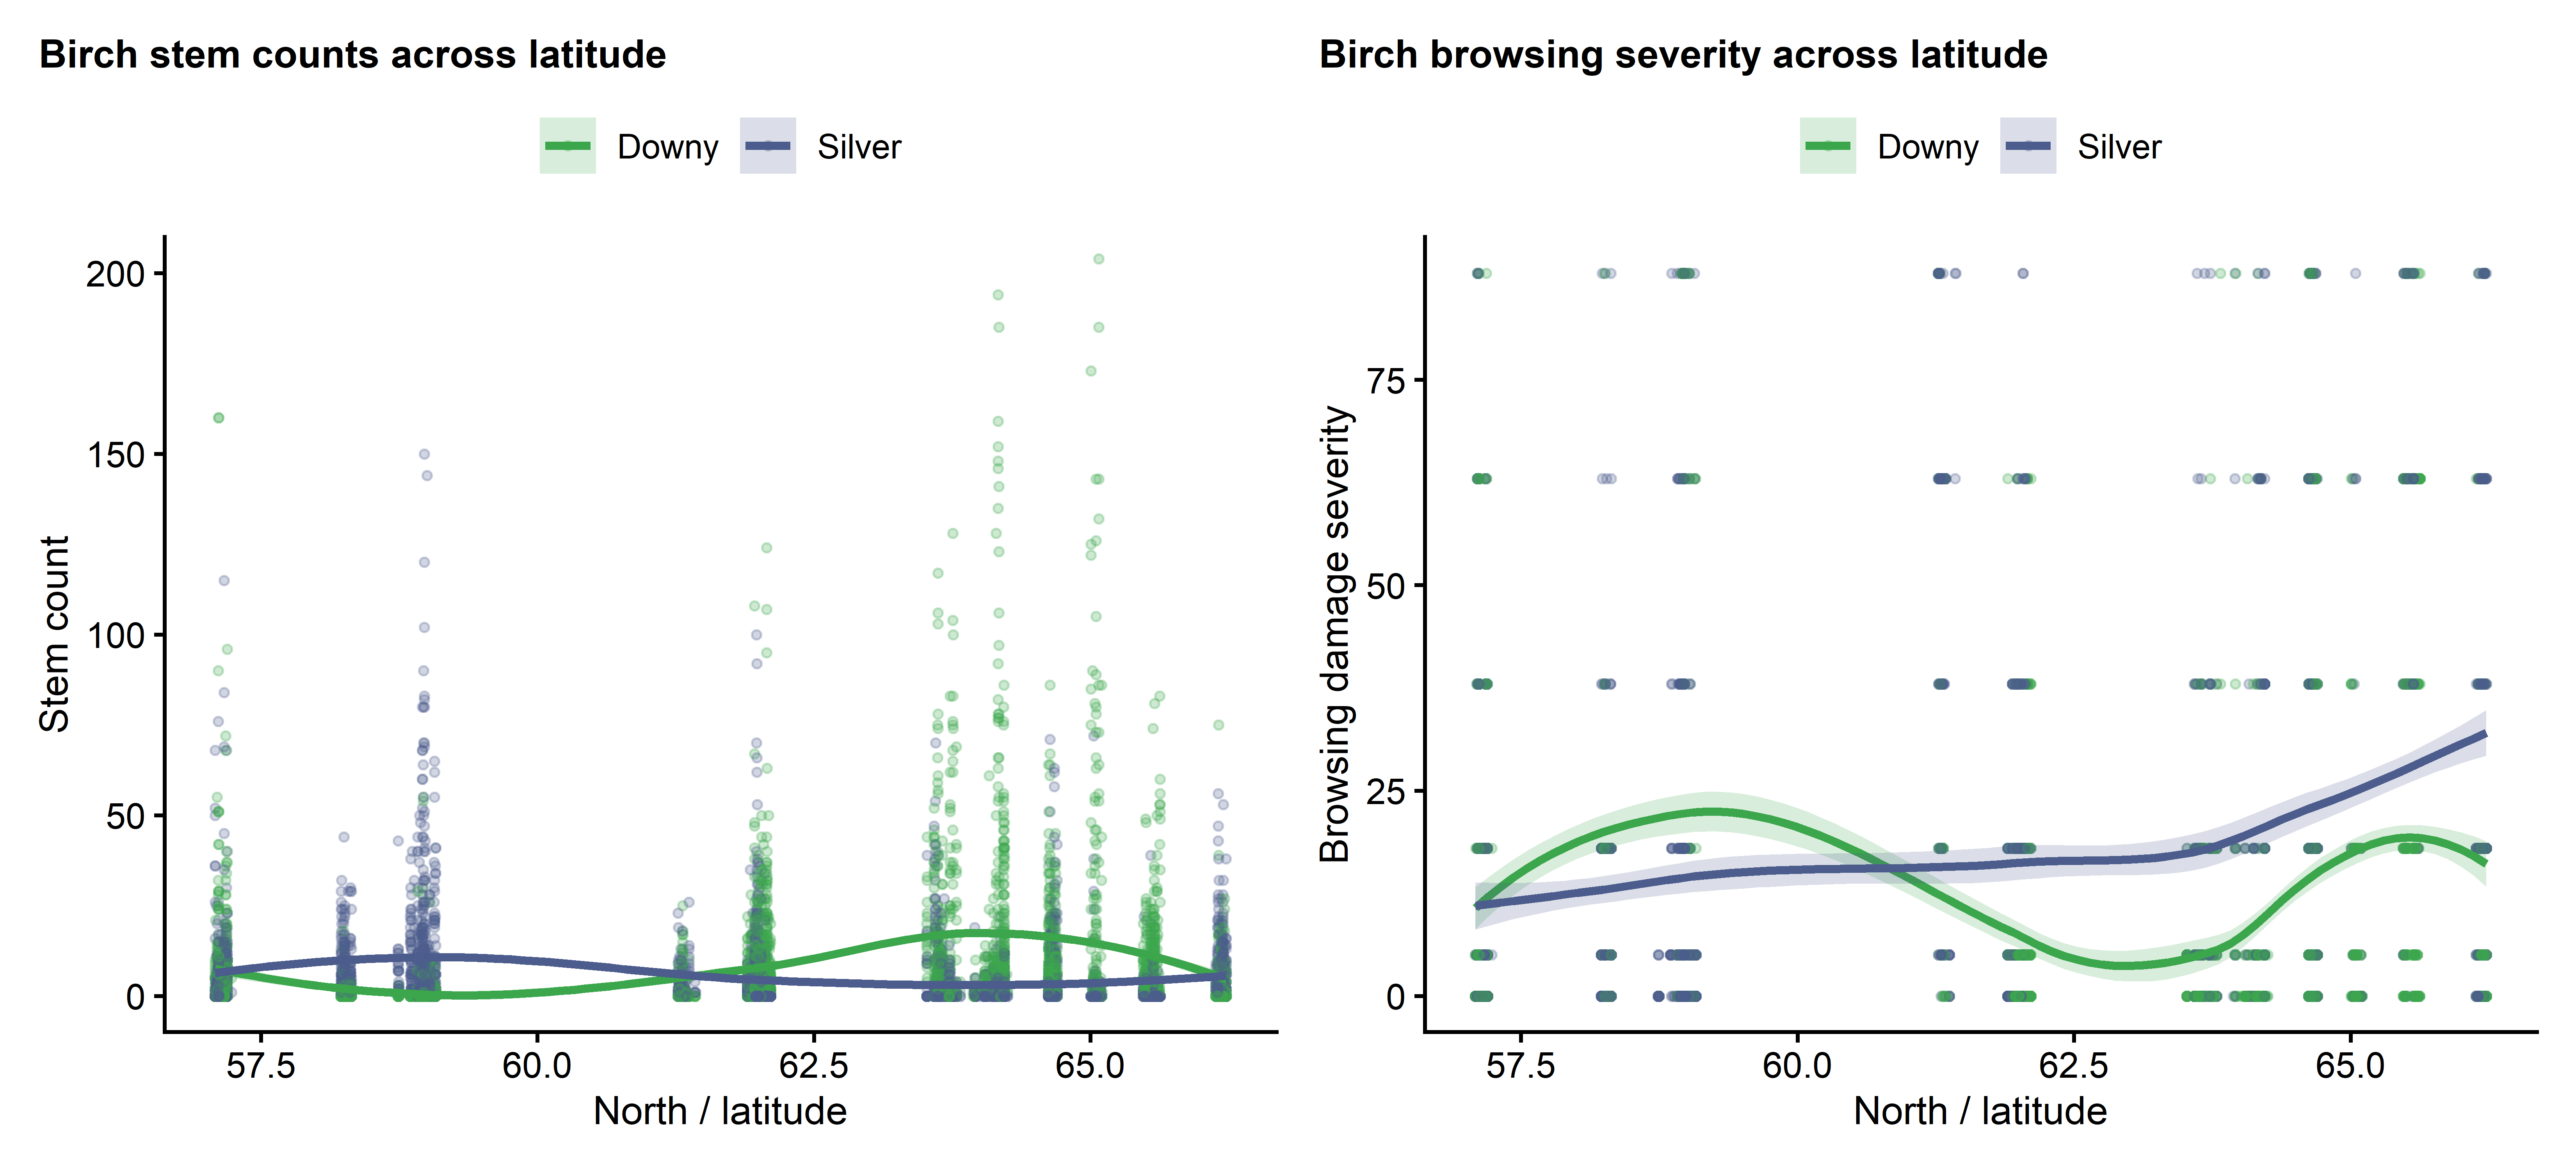 Birch stem counts across latitude
Downy
Silver
Stem count
200
150
100
50
0
57.5
60.0
62.5
65.0
North / latitude
Birch browsing severity across latitude
Downy
Silver
Browsing damage severity
75
50
25
0
57.5
60.0
62.5
65.0
North / latitude